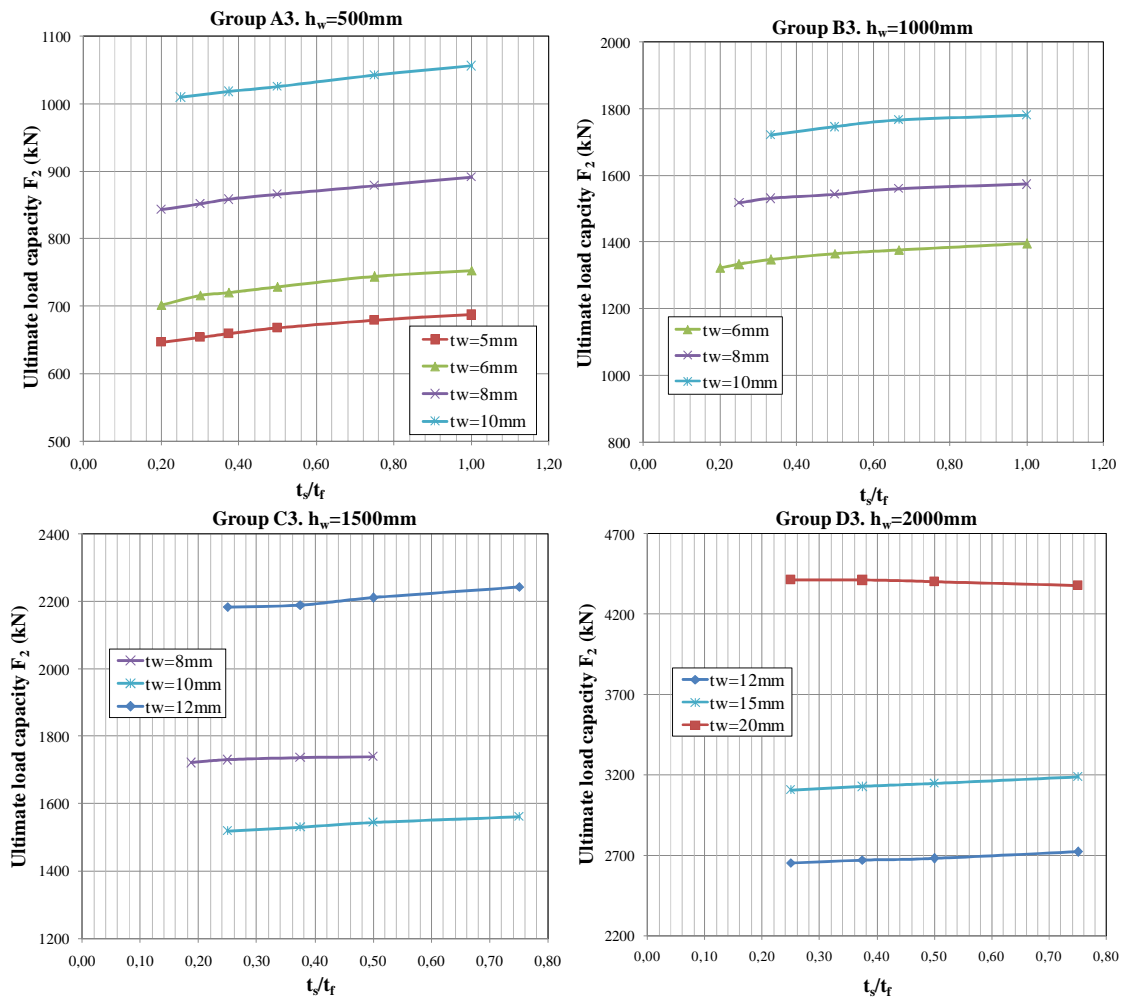 Group A3. hw=500mm
Ultimate load capacity F2 (kN)
1100
1000
900
800
700
600
500
tw=5mm
tw=6mm
tw=8mm
tw=10mm
0,00 0,20 0,40 0,60 0,80 1,00 1,20
ts/tf
Group B3. hw=1000mm
Ultimate load capcity F2 (kN)
2000
1800
1600
1400
1200
1000
800
tw=6mm
tw=8mm
tw=10mm
0,00 0,20 0,40 0,60 0,80 1,00 1,20
ts/tf
Group C3. hw=1500mm
Ultimate load capacity F2 (kN)
2400
2200
2000
1800
1600
1400
1200
tw=8mm
tw=10mm
tw=12mm
0,00 0,10 0,20 0,30 0,40 0,50 0,60 0,70 0,80
ts/tf
Group D3. hw=2000mm
Ultimate load capacity F2 (kN)
4700
4200
3700
3200
2700
2200
tw=12mm
tw=15mm
tw=20mm
0,00 0,10 0,20 0,30 0,40 0,50 0,60 0,70 0,80
ts/tf